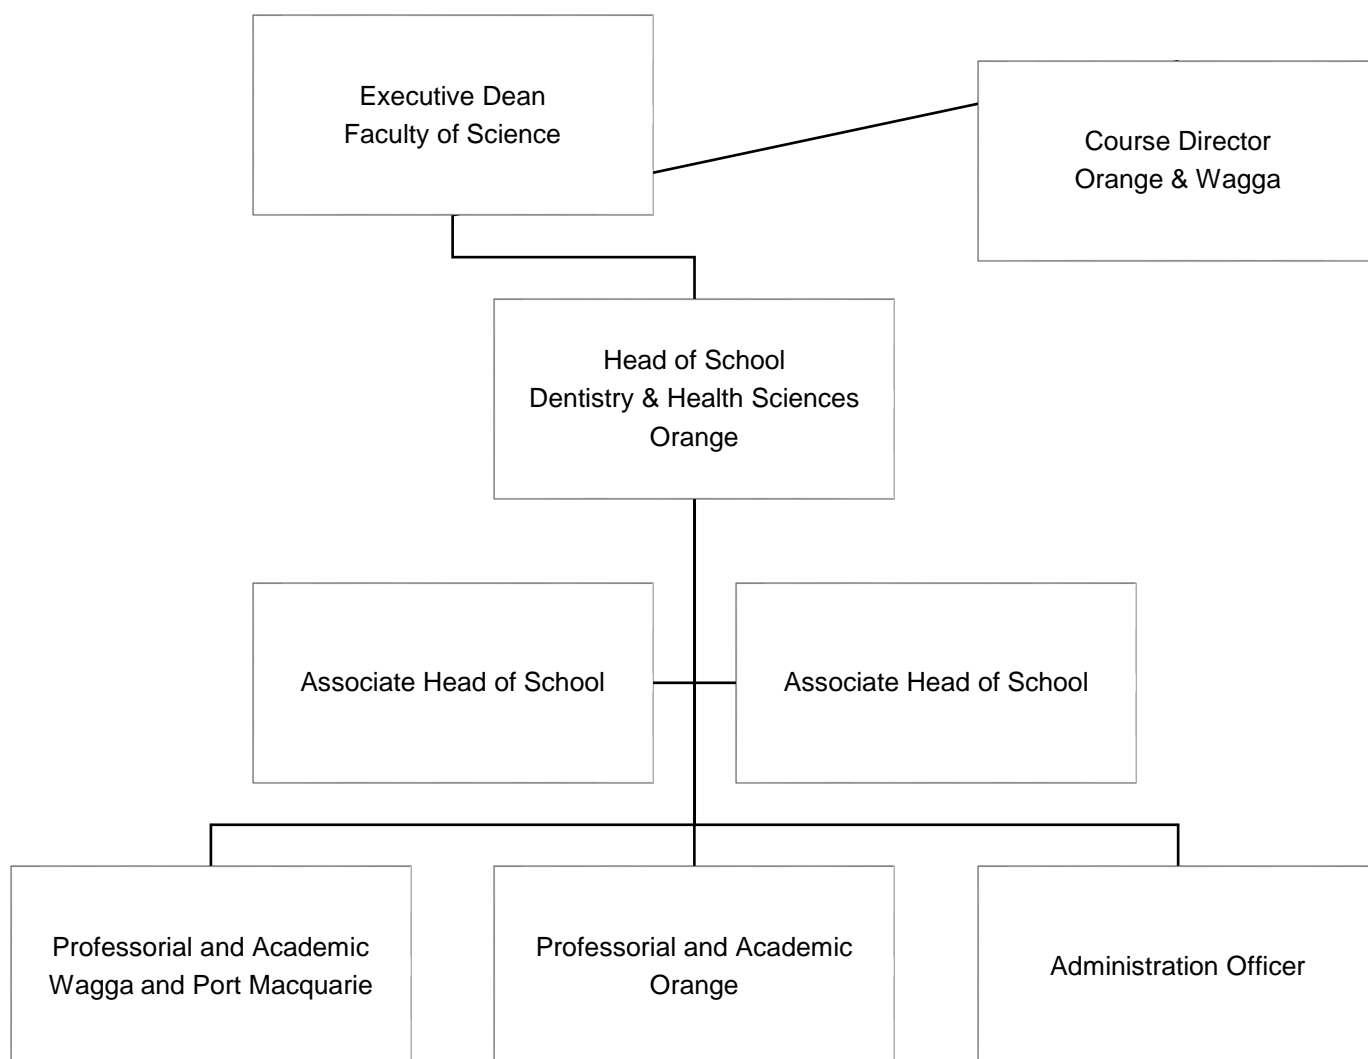 Executive Dean
Faculty of Science
Course Director
Orange & Wagga
Head of School
Dentistry & Health Sciences
Orange
Associate Head of School
Associate Head of School
Professorial and Academic
Wagga and Port Macquarie
Professorial and Academic
Orange
Administration Officer